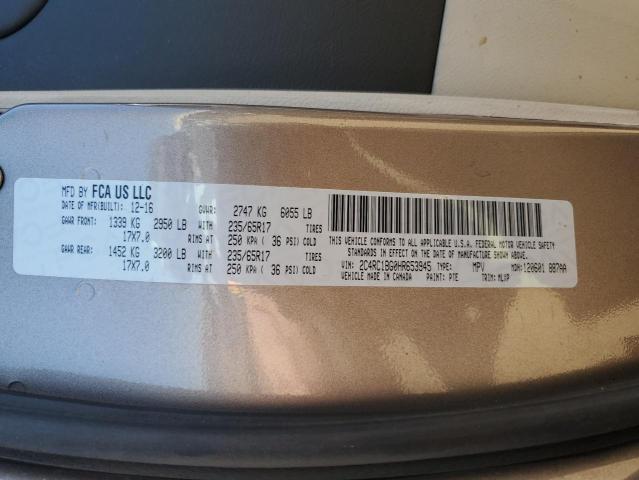 MFD BY FCA US LLC
DATE OF MFR(BUILT): 12-16 GVWR: 2747 KG 6055 LB
GAWR FRONT: 1339 KG 2950 LB WITH 235/65R17 TIRES
17X7.0 RIMS AT 250 KPA ( 36 PSI) COLD
GAWR REAR: 1452 KG 3200 LB WITH 235/65R17 TIRES
17X7.0 RIMS AT 250 KPA ( 36 PSI) COLD
THIS VEHICLE CONFORMS TO ALL APPLICABLE U.S.A. FEDERAL MOTOR VEHICLE SAFETY
STANDARDS IN EFFECT ON THE DATE OF MANUFACTURE SHOWN ABOVE.
VIN: 2C4RC1BG0HR653945 TYPE: MPV MDH: 120601 887AA
VEHICLE MADE IN CANADA PAINT: PTE TRIM: MLXP